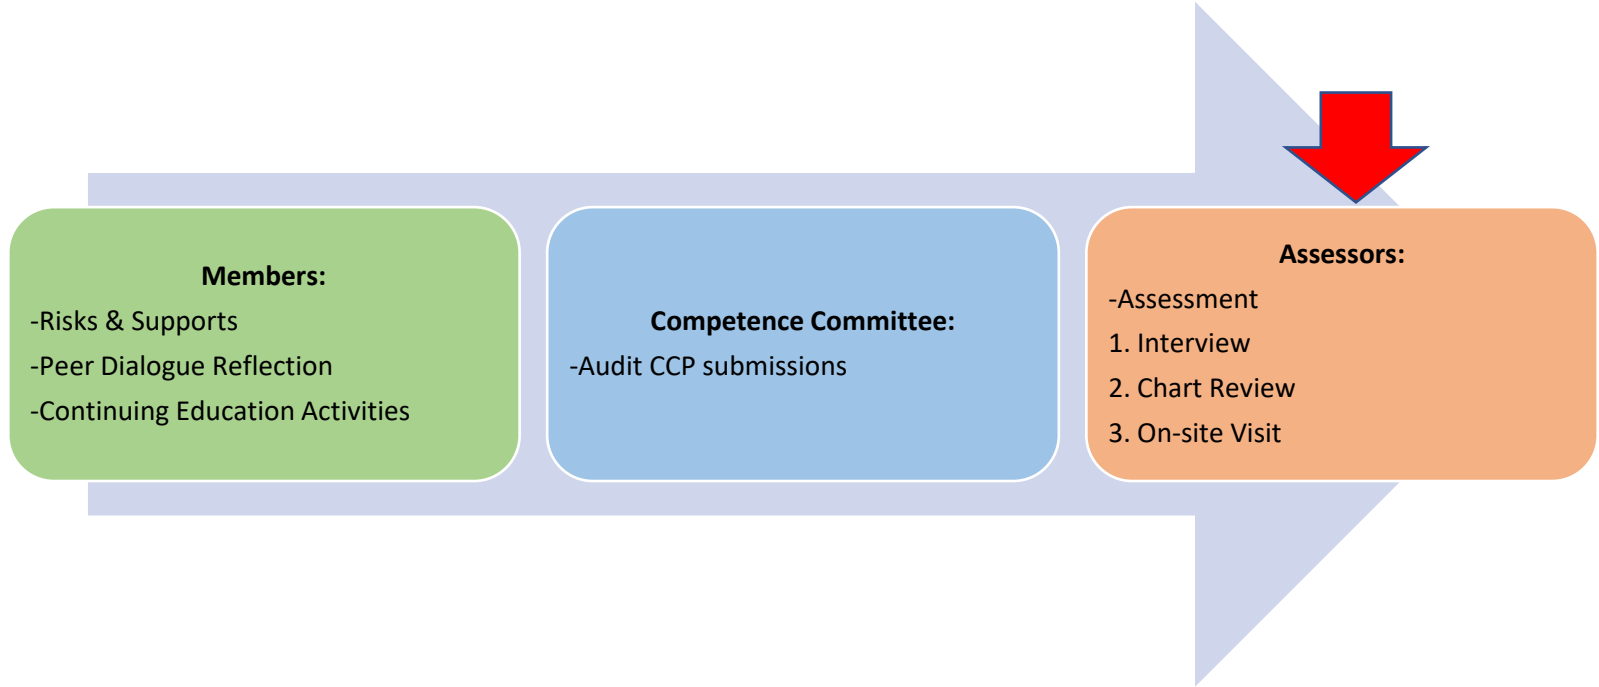 Members:
-Risks & Supports
-Peer Dialogue Reflection
-Continuing Education Activities
Competence Committee:
-Audit CCP submissions
Assessors:
-Assessment
1. Interview
2. Chart Review
3. On-site Visit